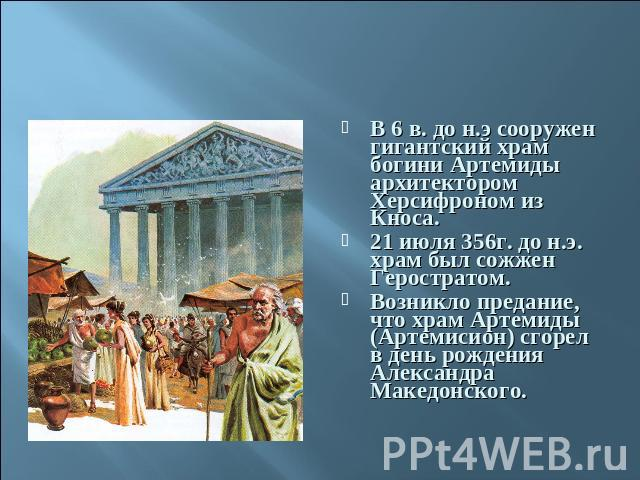 В 6 в. до н.э сооружен
гигантский храм
богини Артемиды
архитектором
Херсифроном из
Кноса.
21 июля 356г. до н.э.
храм был сожжен
Геростратом.
Возникло предание,
что храм Артемиды
(Артемисион) сгорел
в день рождения
Александра
Македонского.
PPt4WEB.ru